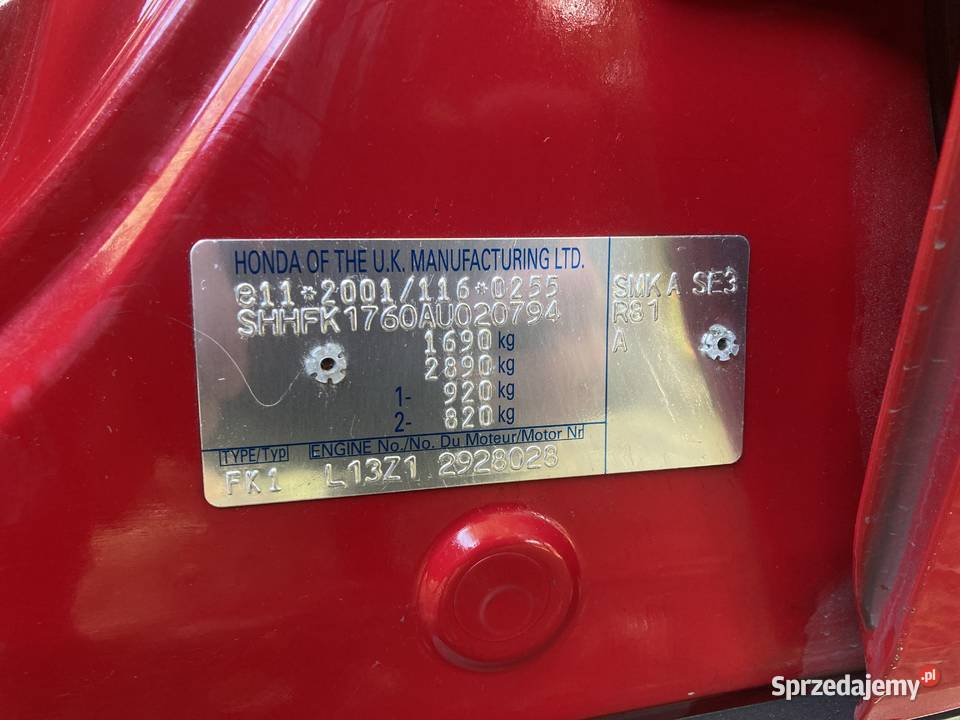 HONDA OF THE U.K. MANUFACTURING LTD.
e11*2001/116*0255
SHHFK1760AU020794
1690 kg
2890 kg
1- 920 kg
2- 820 kg
TYPE/Typ ENGINE No./No. Du Moteur/Motor Nr
FK1 L13Z1 2928028
SMKA SE3
R81
A
Sprzedajemy.pl